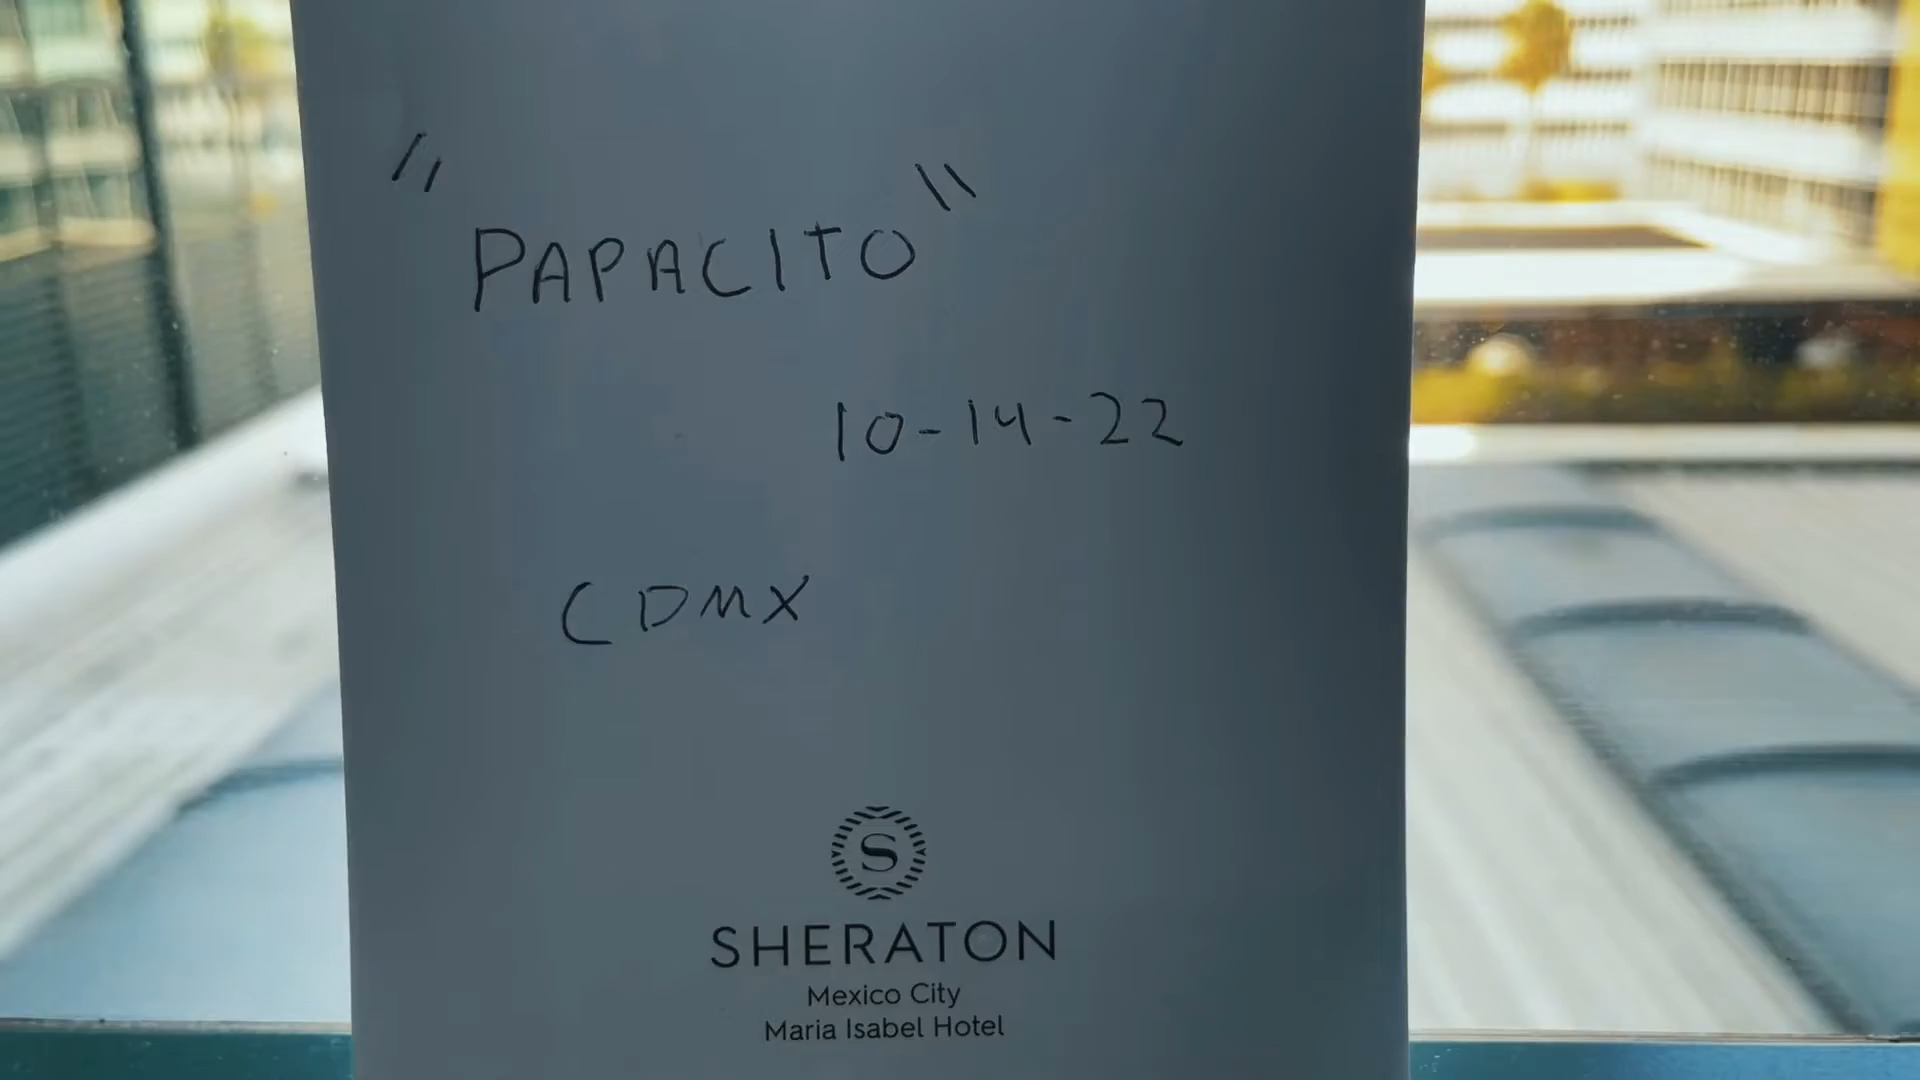 "PAPACITO"
10-14-22
CDMX
S
SHERATON
Mexico City
Maria Isabel Hotel